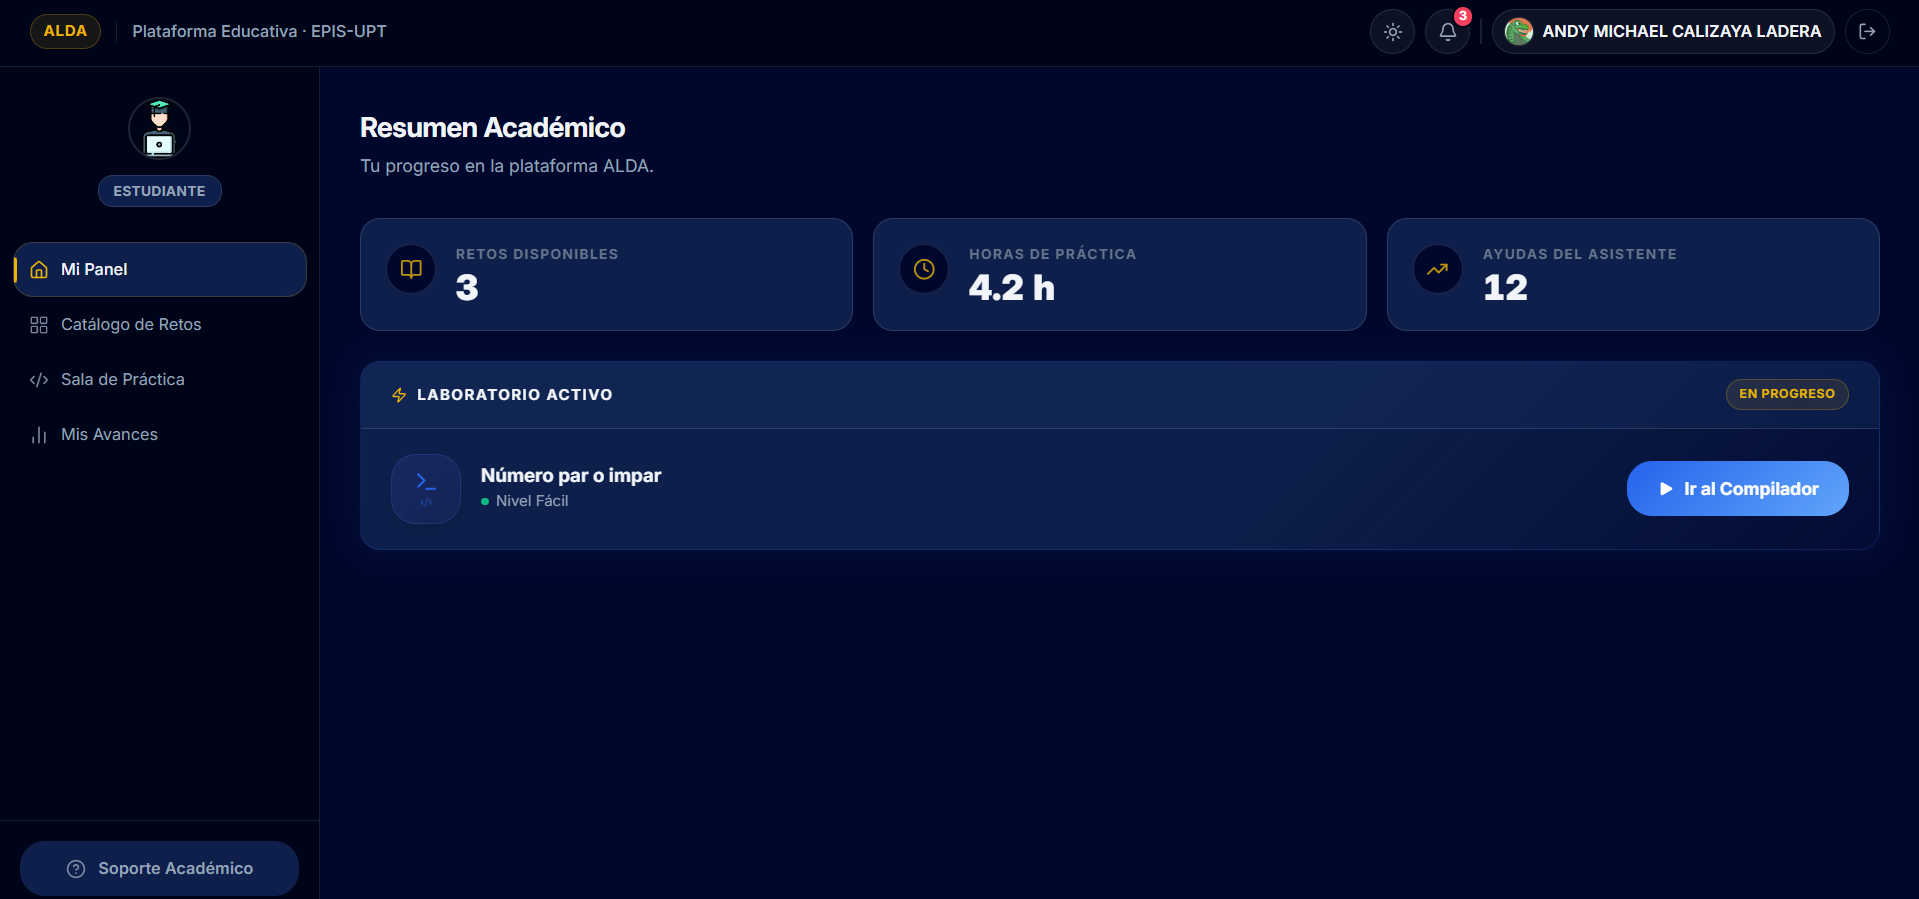 ALDA
Plataforma Educativa · EPIS-UPT
3
ANDY MICHAEL CALIZAYA LADERA
ESTUDIANTE
Mi Panel
Catálogo de Retos
Sala de Práctica
Mis Avances
Soporte Académico
Resumen Académico
Tu progreso en la plataforma ALDA.
RETOS DISPONIBLES
3
HORAS DE PRÁCTICA
4.2 h
AYUDAS DEL ASISTENTE
12
LABORATORIO ACTIVO
EN PROGRESO
Número par o impar
Nivel Fácil
Ir al Compilador